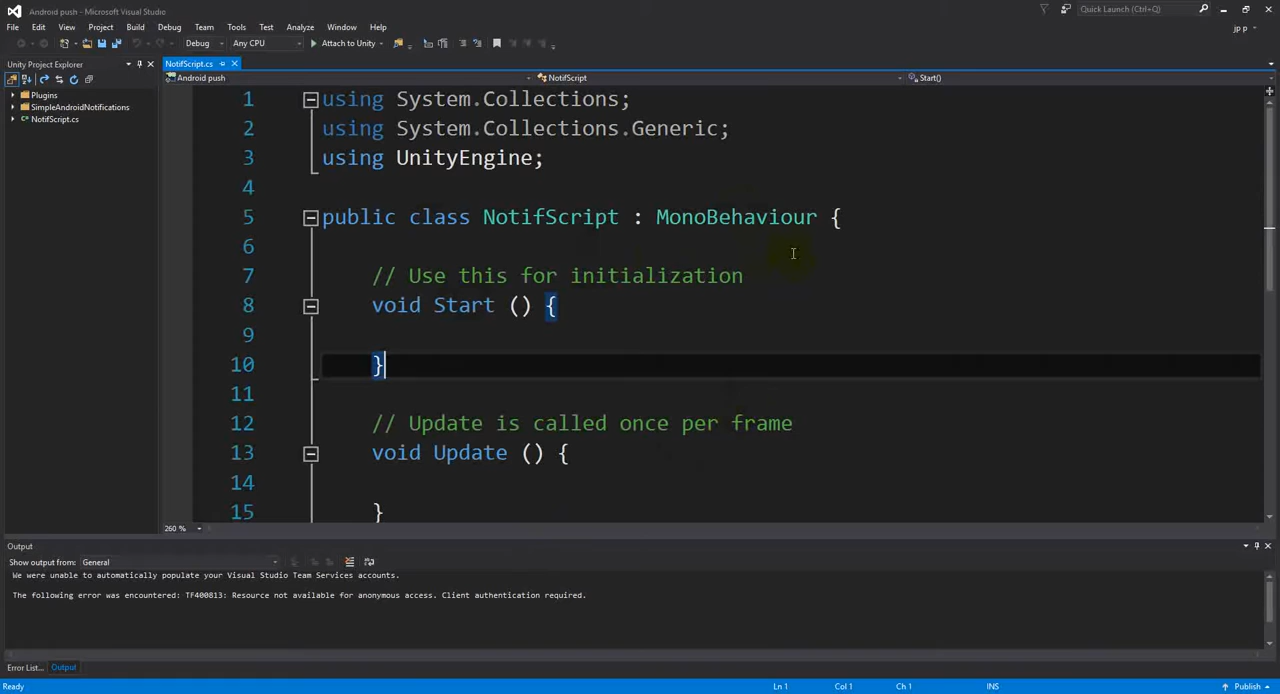 Android push - Microsoft Visual Studio
Quick Launch (Ctrl+Q)
File Edit View Project Build Debug Team Tools Test Analyze Window Help
jp p
Debug Any CPU Attach to Unity
Unity Project Explorer
NotifScript.cs
Android push NotifScript Start()
Plugins
SimpleAndroidNotifications
NotifScript.cs
1 using System.Collections;
2 using System.Collections.Generic;
3 using UnityEngine;
4
5 public class NotifScript : MonoBehaviour {
6
7 // Use this for initialization
8 void Start () {
9
10 }
11
12 // Update is called once per frame
13 void Update () {
14
15 }
260 %
Output
Show output from: General
We were unable to automatically populate your Visual Studio Team Services accounts.
The following error was encountered: TF400813: Resource not available for anonymous access. Client authentication required.
Error List... Output
Ready Ln 1 Col 1 Ch 1 INS Publish